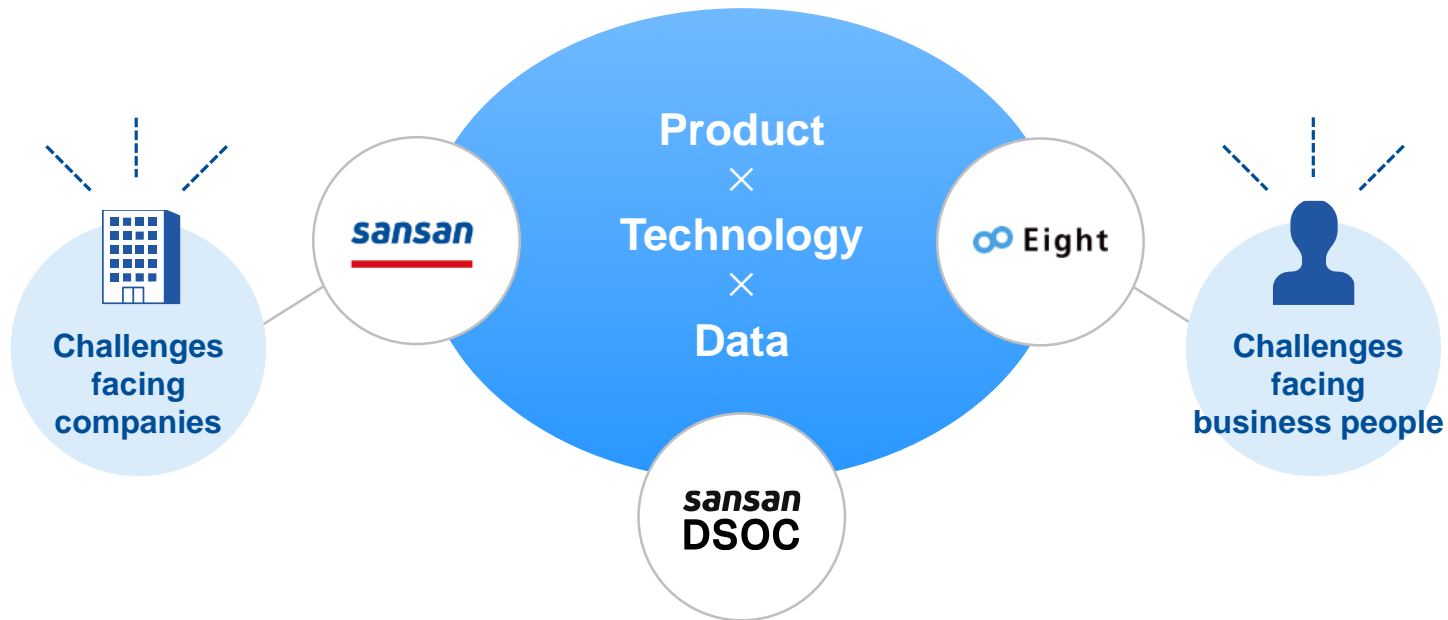 Product
×
Technology
×
Data
sansan
Eight
Challenges
facing
companies
Challenges
facing
business people
sansan
DSOC